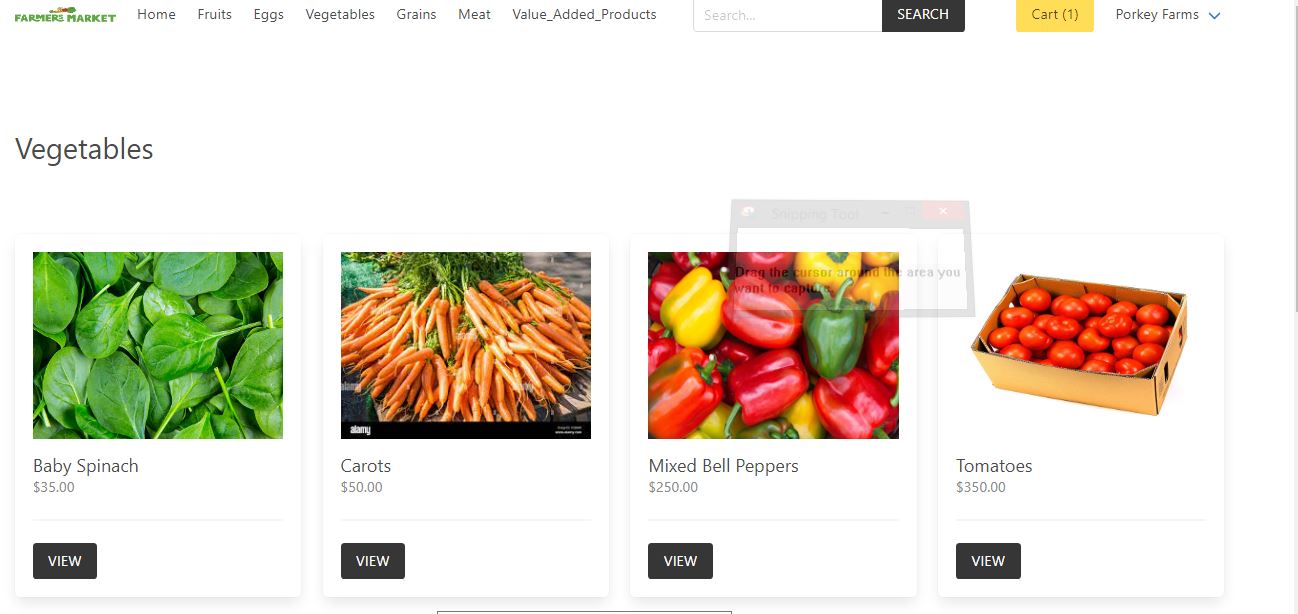 FARMERS MARKET
Home
Fruits
Eggs
Vegetables
Grains
Meat
Value_Added_Products
Search...
SEARCH
Cart (1)
Porkey Farms
Vegetables
Snipping Tool
Drag the cursor around the area you
want to capture.
alamy
alamy
Baby Spinach
$35.00
VIEW
Carots
$50.00
VIEW
Mixed Bell Peppers
$250.00
VIEW
Tomatoes
$350.00
VIEW